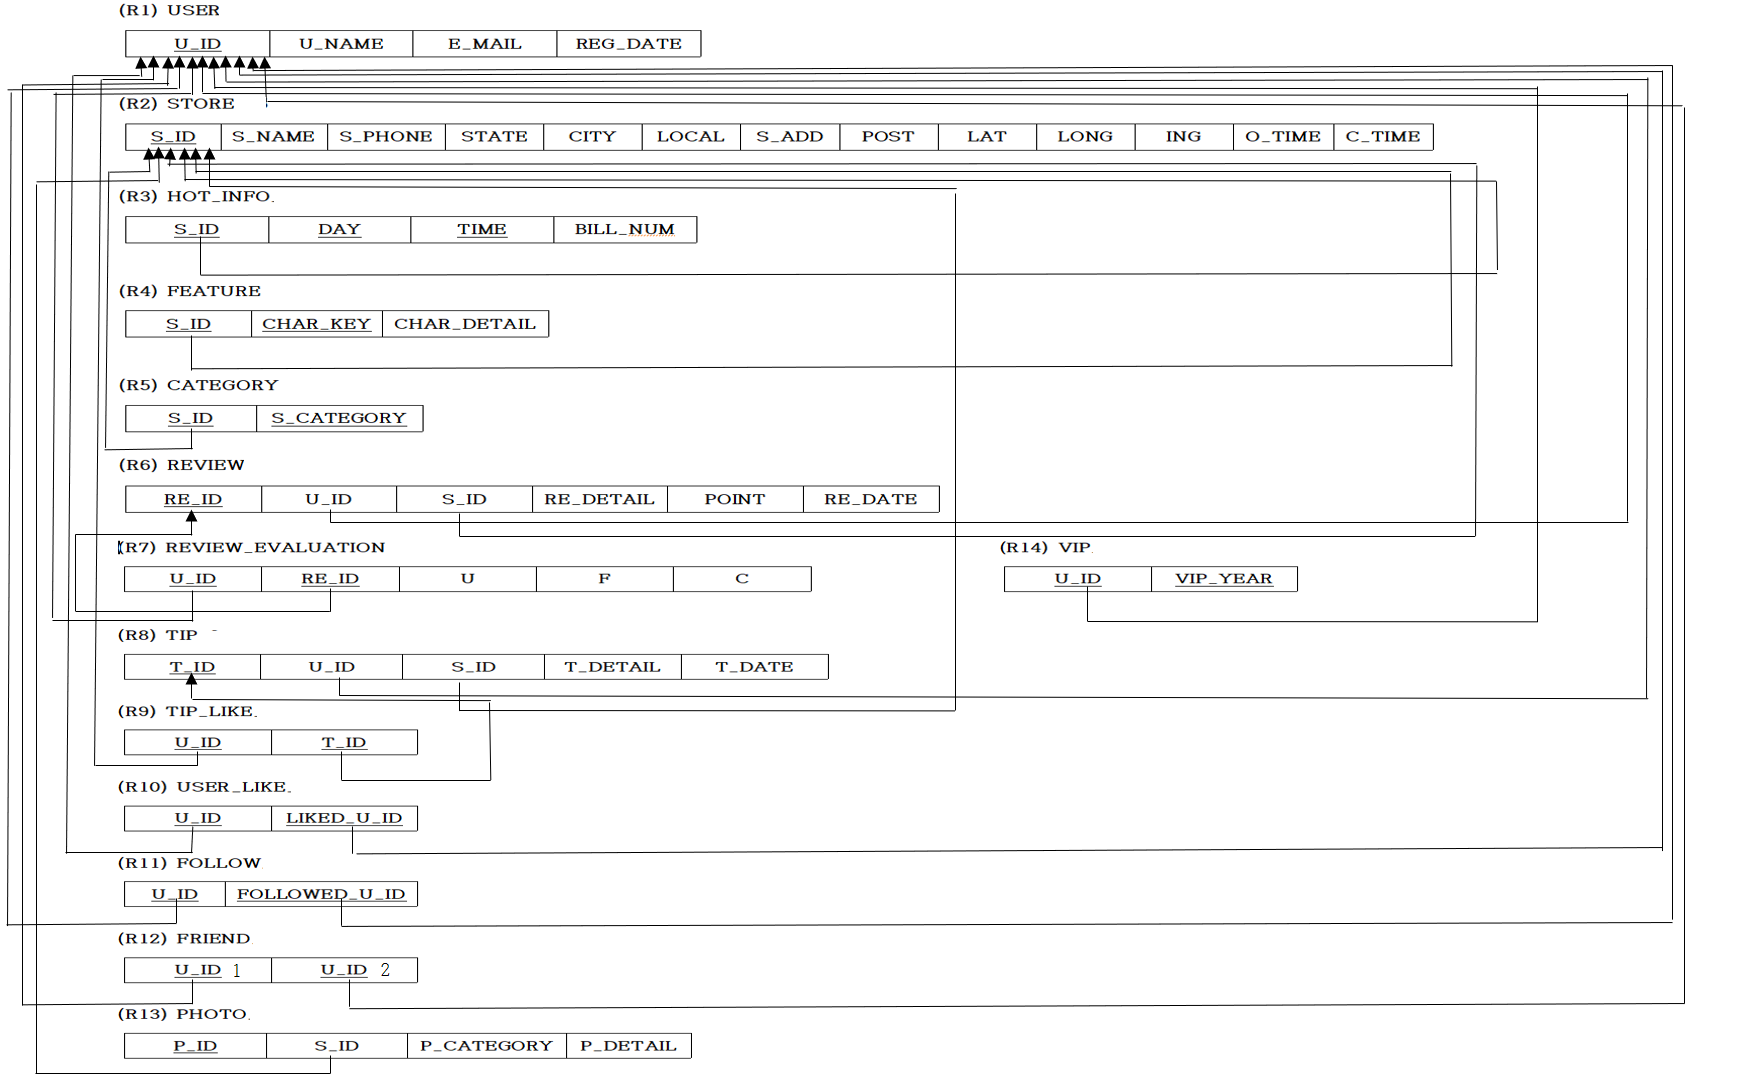 (R1) USER
U_ID U_NAME E_MAIL REG_DATE
(R2) STORE
S_ID S_NAME S_PHONE STATE CITY LOCAL S_ADD POST LAT LONG ING O_TIME C_TIME
(R3) HOT_INFO
S_ID DAY TIME BILL_NUM
(R4) FEATURE
S_ID CHAR_KEY CHAR_DETAIL
(R5) CATEGORY
S_ID S_CATEGORY
(R6) REVIEW
RE_ID U_ID S_ID RE_DETAIL POINT RE_DATE
(R7) REVIEW_EVALUATION
U_ID RE_ID U F C
(R14) VIP
U_ID VIP_YEAR
(R8) TIP
T_ID U_ID S_ID T_DETAIL T_DATE
(R9) TIP_LIKE
U_ID T_ID
(R10) USER_LIKE
U_ID LIKED_U_ID
(R11) FOLLOW
U_ID FOLLOWED_U_ID
(R12) FRIEND
U_ID 1 U_ID 2
(R13) PHOTO
P_ID S_ID P_CATEGORY P_DETAIL